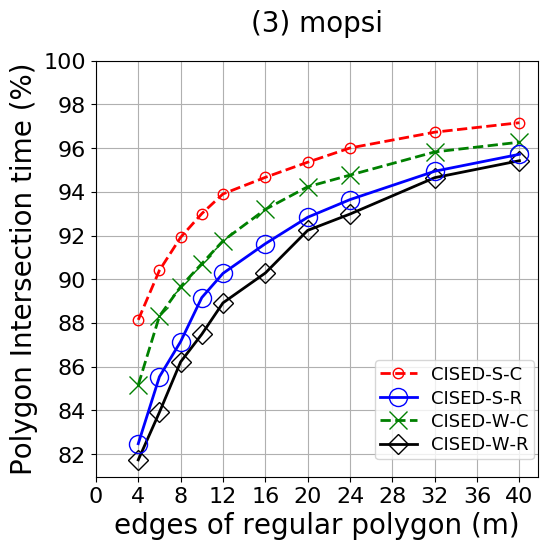 (3) mopsi
Polygon Intersection time (%)
100
98
96
94
92
90
88
86
84
82
0 4 8 12 16 20 24 28 32 36 40
edges of regular polygon (m)
CISED-S-C
CISED-S-R
CISED-W-C
CISED-W-R